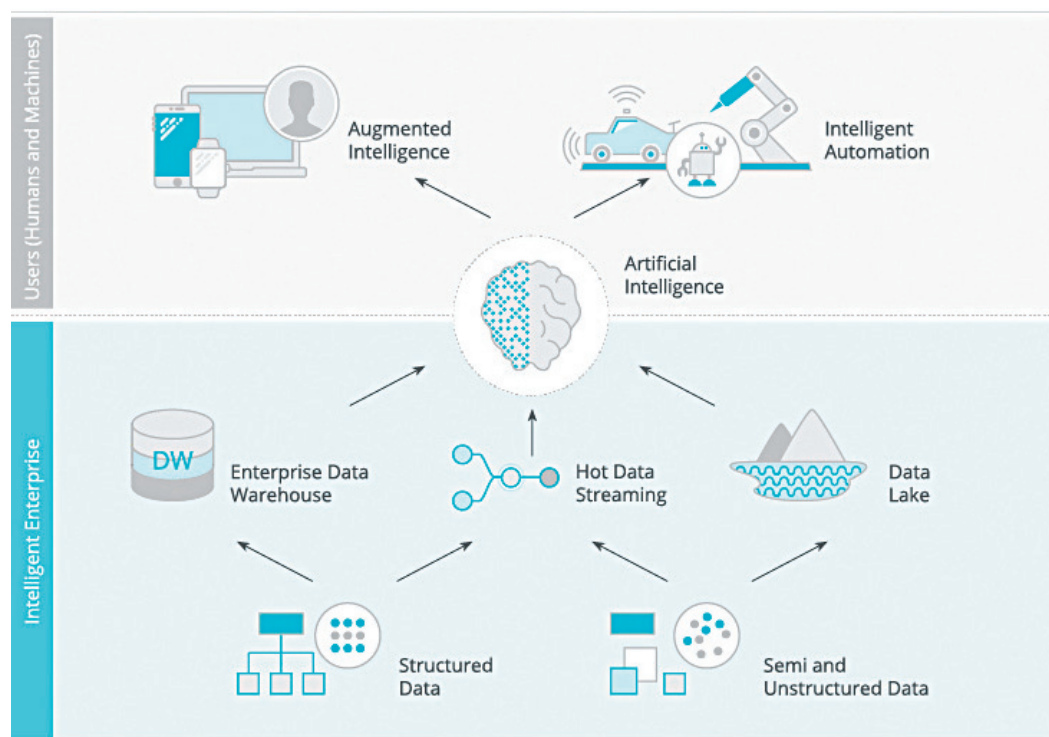 Users (Humans and Machines)
Augmented
Intelligence
Intelligent
Automation
Artificial
Intelligence
Intelligent Enterprise
DW
Enterprise Data
Warehouse
Hot Data
Streaming
Data
Lake
Structured
Data
Semi and
Unstructured Data